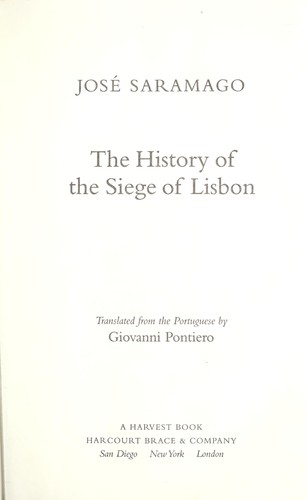 JOSÉ SARAMAGO
The History of
the Siege of Lisbon
Translated from the Portuguese by
Giovanni Pontiero
A HARVEST BOOK
HARCOURT BRACE & COMPANY
San Diego New York London